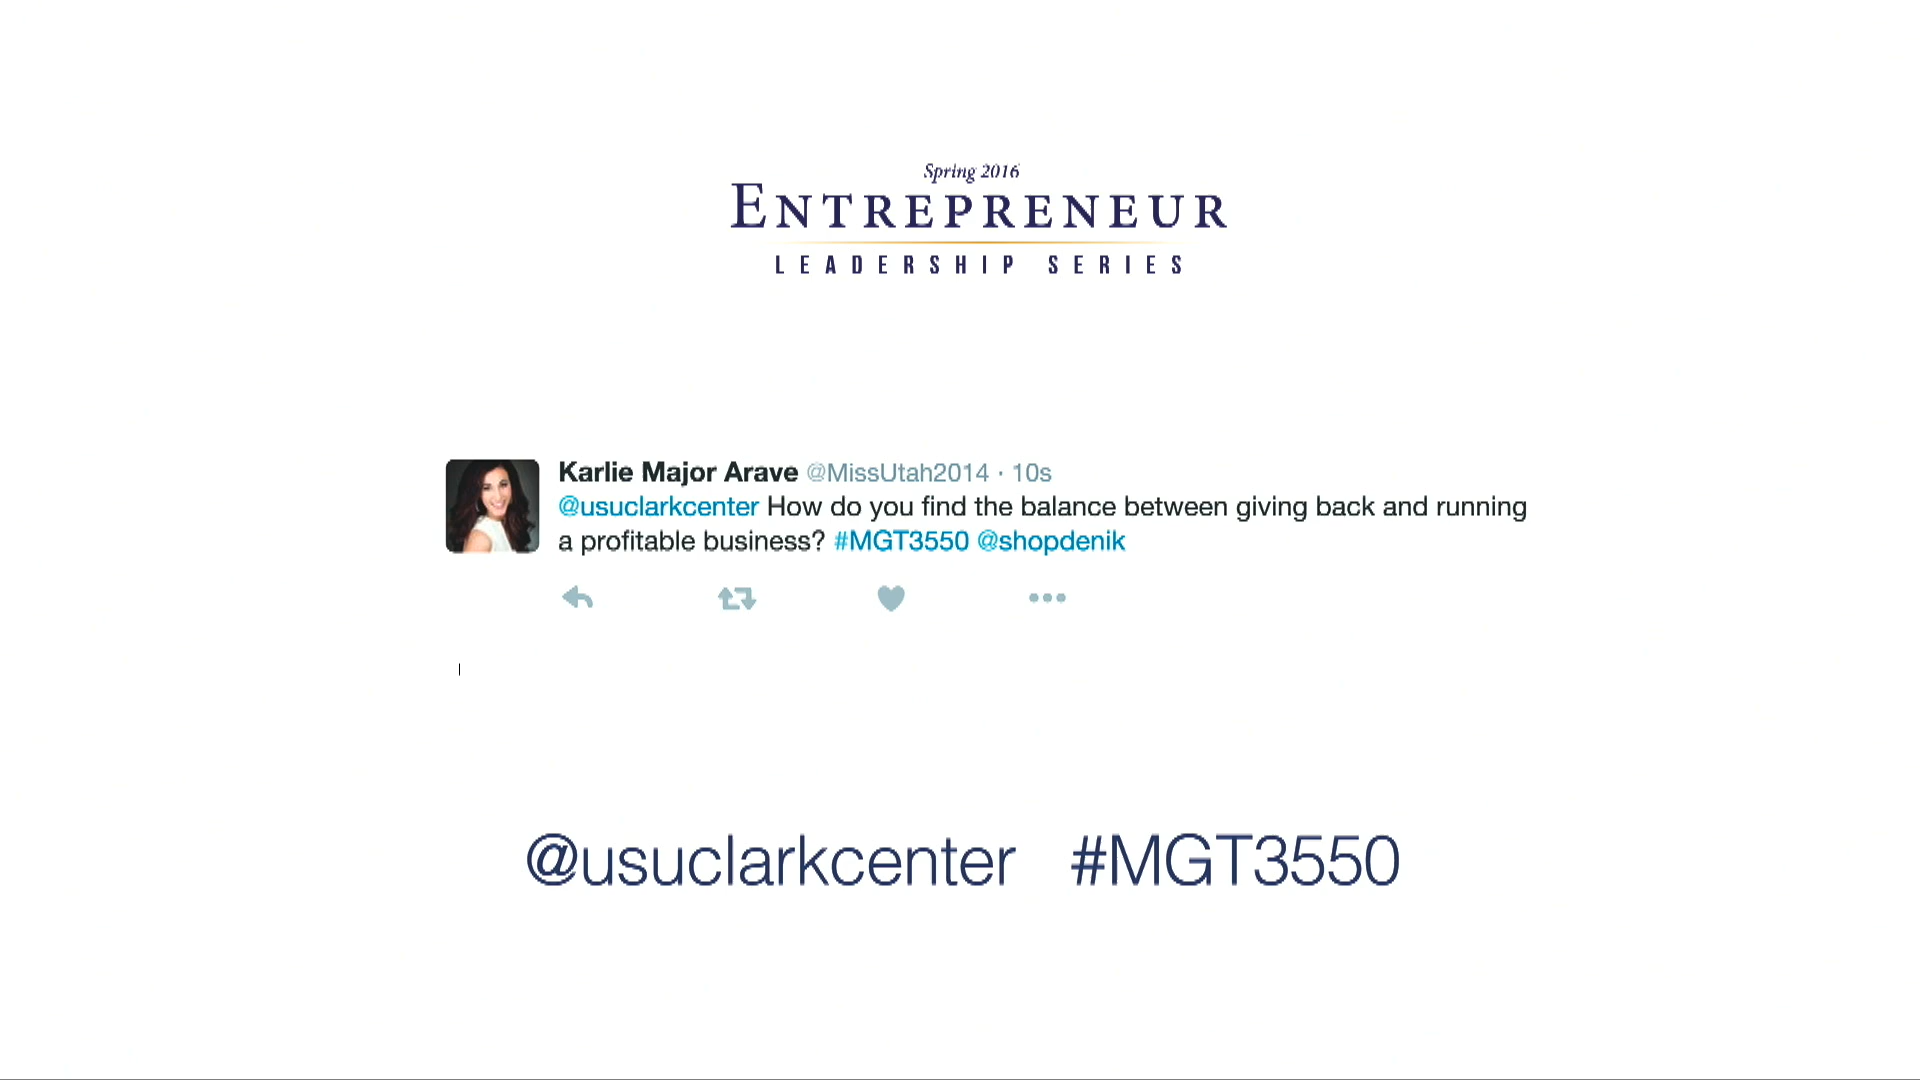 Spring 2016
ENTREPRENEUR
LEADERSHIP SERIES
Karlie Major Arave @MissUtah2014 · 10s
@usuclarkcenter How do you find the balance between giving back and running
a profitable business? #MGT3550 @shopdenik
@usuclarkcenter #MGT3550